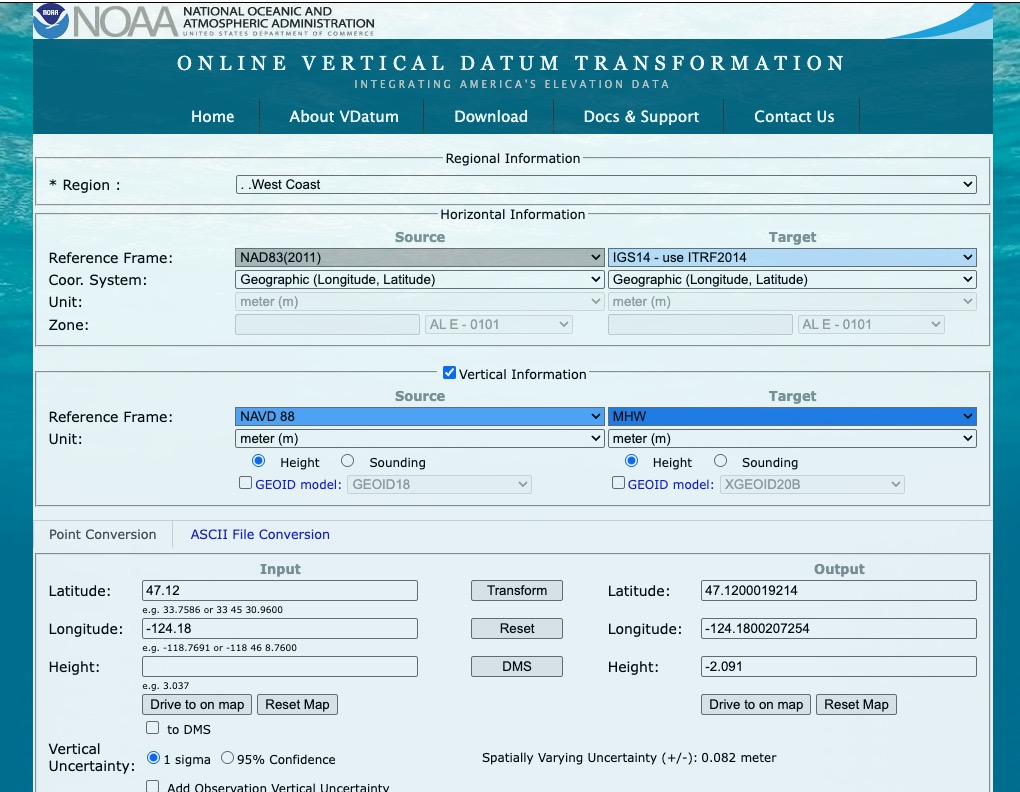 NOAA
NOAA NATIONAL OCEANIC AND
ATMOSPHERIC ADMINISTRATION
UNITED STATES DEPARTMENT OF COMMERCE
ONLINE VERTICAL DATUM TRANSFORMATION
INTEGRATING AMERICA'S ELEVATION DATA
Home About VDatum Download Docs & Support Contact Us
Regional Information
* Region : . .West Coast
Horizontal Information
Source Target
Reference Frame: NAD83(2011) IGS14 - use ITRF2014
Coor. System: Geographic (Longitude, Latitude) Geographic (Longitude, Latitude)
Unit: meter (m) meter (m)
Zone: AL E - 0101 AL E - 0101
Vertical Information
Source Target
Reference Frame: NAVD 88 MHW
Unit: meter (m) meter (m)
Height Sounding Height Sounding
GEOID model: GEOID18 GEOID model: XGEOID20B
Point Conversion ASCII File Conversion
Input Output
Latitude: 47.12 Transform Latitude: 47.1200019214
e.g. 33.7586 or 33 45 30.9600
Longitude: -124.18 Reset Longitude: -124.1800207254
e.g. -118.7691 or -118 46 8.7600
Height: DMS Height: -2.091
e.g. 3.037
Drive to on map Reset Map Drive to on map Reset Map
to DMS
Vertical
Uncertainty: 1 sigma 95% Confidence Spatially Varying Uncertainty (+/-): 0.082 meter
Add Observation Vertical Uncertainty